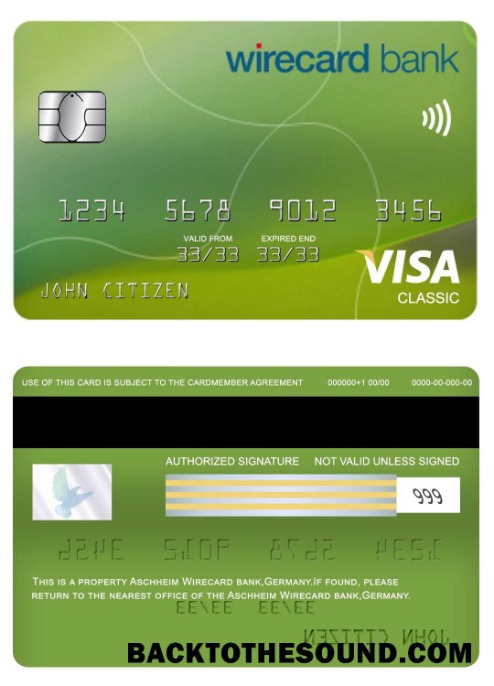 wirecard bank
1234 5678 9012 3456
VALID FROM EXPIRED END
33/33 33/33
JOHN CITIZEN
VISA
CLASSIC
USE OF THIS CARD IS SUBJECT TO THE CARDMEMBER AGREEMENT 000000+1 00/00 0000-00-000-00
AUTHORIZED SIGNATURE NOT VALID UNLESS SIGNED
999
THIS IS A PROPERTY ASCHHEIM WIRECARD BANK,GERMANY.IF FOUND, PLEASE
RETURN TO THE NEAREST OFFICE OF THE ASCHHEIM WIRECARD BANK,GERMANY.
BACKTOTHESOUND.COM